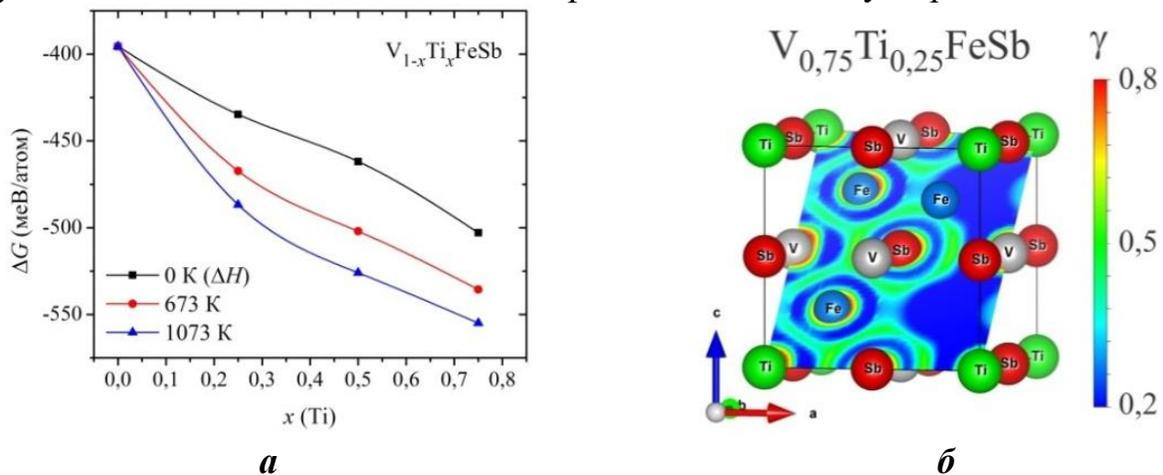 V1-xTixFeSb
ΔG (меВ/атом)
-400
-450
-500
-550
0 K (ΔH)
673 K
1073 K
0,0 0,1 0,2 0,3 0,4 0,5 0,6 0,7 0,8
x (Ti)
а
V0,75Ti0,25FeSb
γ
0,8
0,5
0,2
Ti Sb Ti Sb V Sb Ti Sb Ti
Fe Fe
Sb V V Sb Sb V Sb
Fe
Ti Sb Ti Sb Ti
c
b
a
б